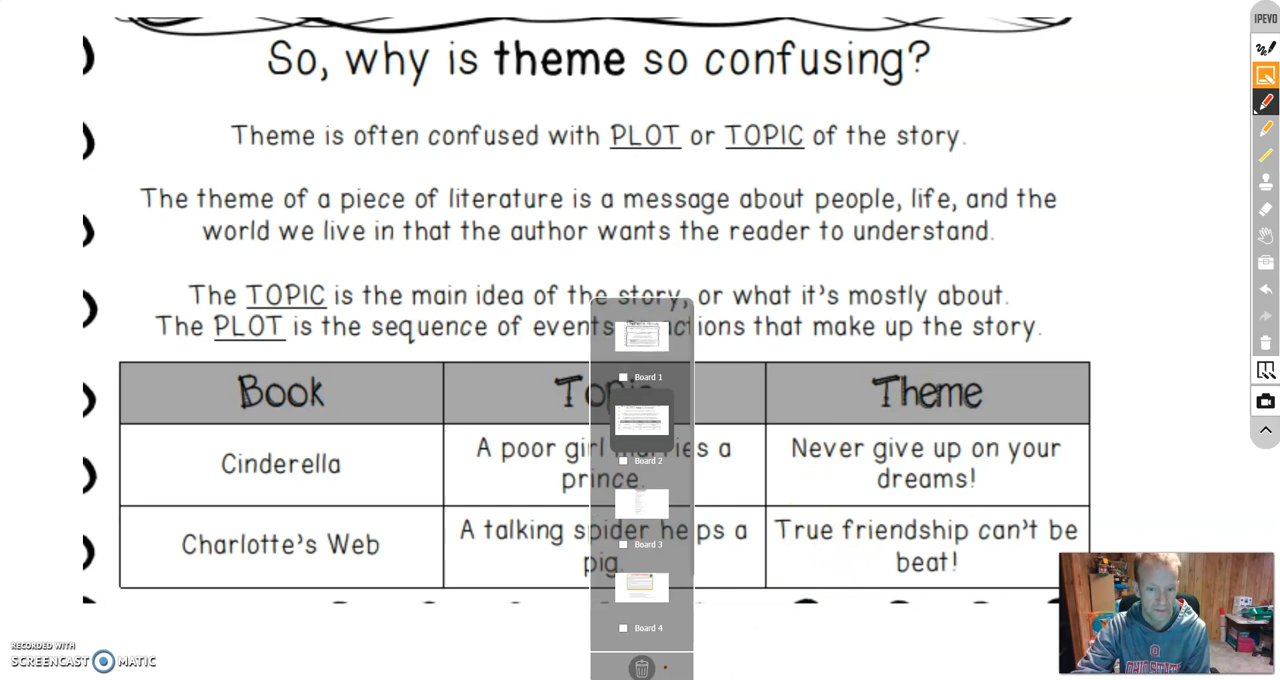 So, why is theme so confusing?
Theme is often confused with PLOT or TOPIC of the story.
The theme of a piece of literature is a message about people, life, and the
world we live in that the author wants the reader to understand.
The TOPIC is the main idea of the story, or what it's mostly about.
The PLOT is the sequence of events or actions that make up the story.
Book
Topic
Theme
Cinderella
A poor girl marries a
prince.
Never give up on your
dreams!
Charlotte's Web
A talking spider helps a
pig.
True friendship can't be
beat!
Board 1
Board 2
Board 3
Board 4
IPEVO
OHIO STATE
RECORDED WITH
SCREENCAST MATIC